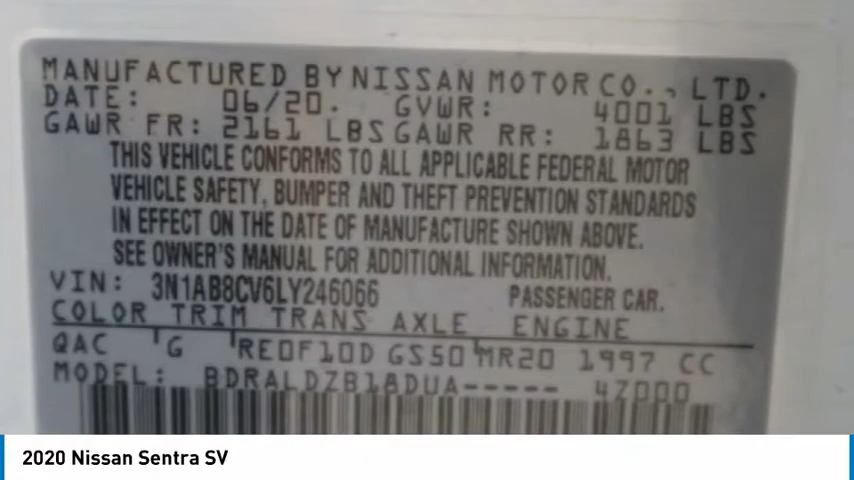 MANUFACTURED BY NISSAN MOTOR CO., LTD.
DATE: 06/20. GVWR: 4001 LBS
GAWR FR: 2161 LBS GAWR RR: 1863 LBS
THIS VEHICLE CONFORMS TO ALL APPLICABLE FEDERAL MOTOR
VEHICLE SAFETY, BUMPER AND THEFT PREVENTION STANDARDS
IN EFFECT ON THE DATE OF MANUFACTURE SHOWN ABOVE.
SEE OWNER'S MANUAL FOR ADDITIONAL INFORMATION.
VIN: 3N1AB8CV6LY246066 PASSENGER CAR.
COLOR TRIM TRANS AXLE ENGINE
QAC G RE0F10D GS50 MR20 1997 CC
MODEL: BDRALDZB18DUA----- 4Z000
2020 Nissan Sentra SV